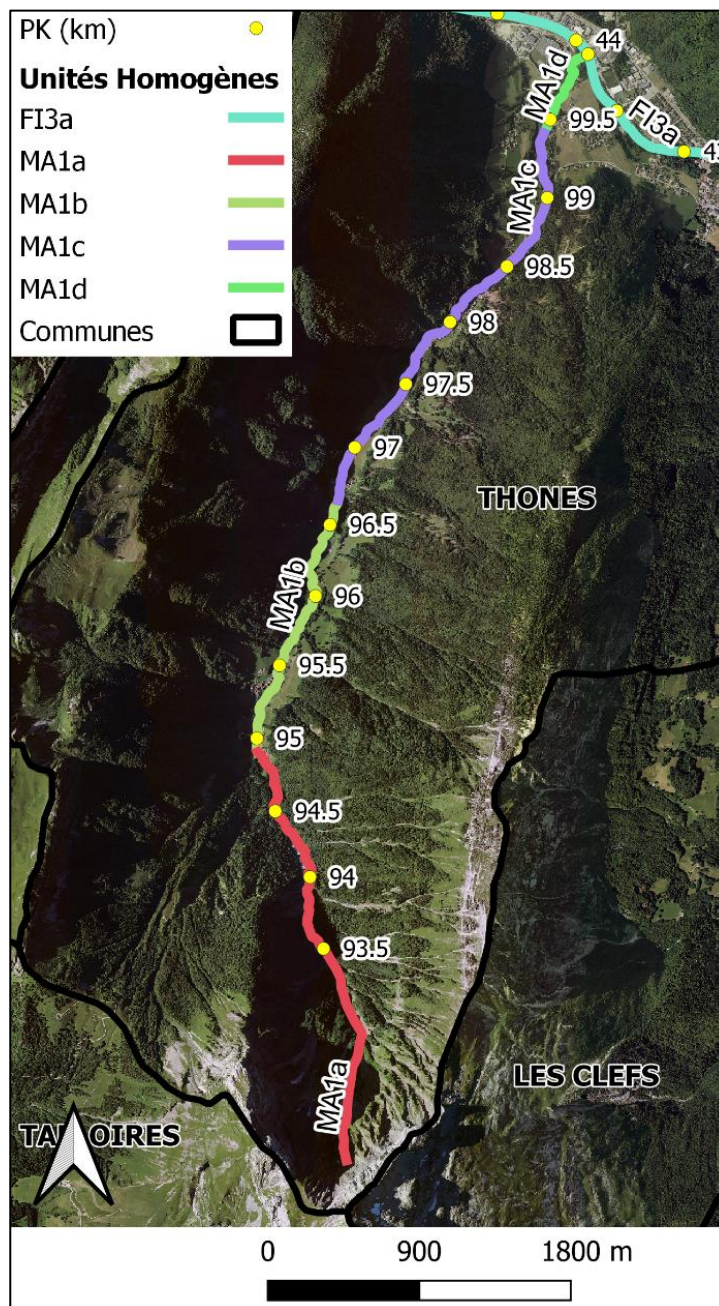 PK (km)
Unités Homogènes
FI3a
MA1a
MA1b
MA1c
MA1d
Communes
44
MA1d
99.5
FI3a
MA1c
99
98.5
98
97.5
97
THONES
96.5
MA1b
96
95.5
95
94.5
94
93.5
MA1a
LES CLEFS
0
900
1800 m